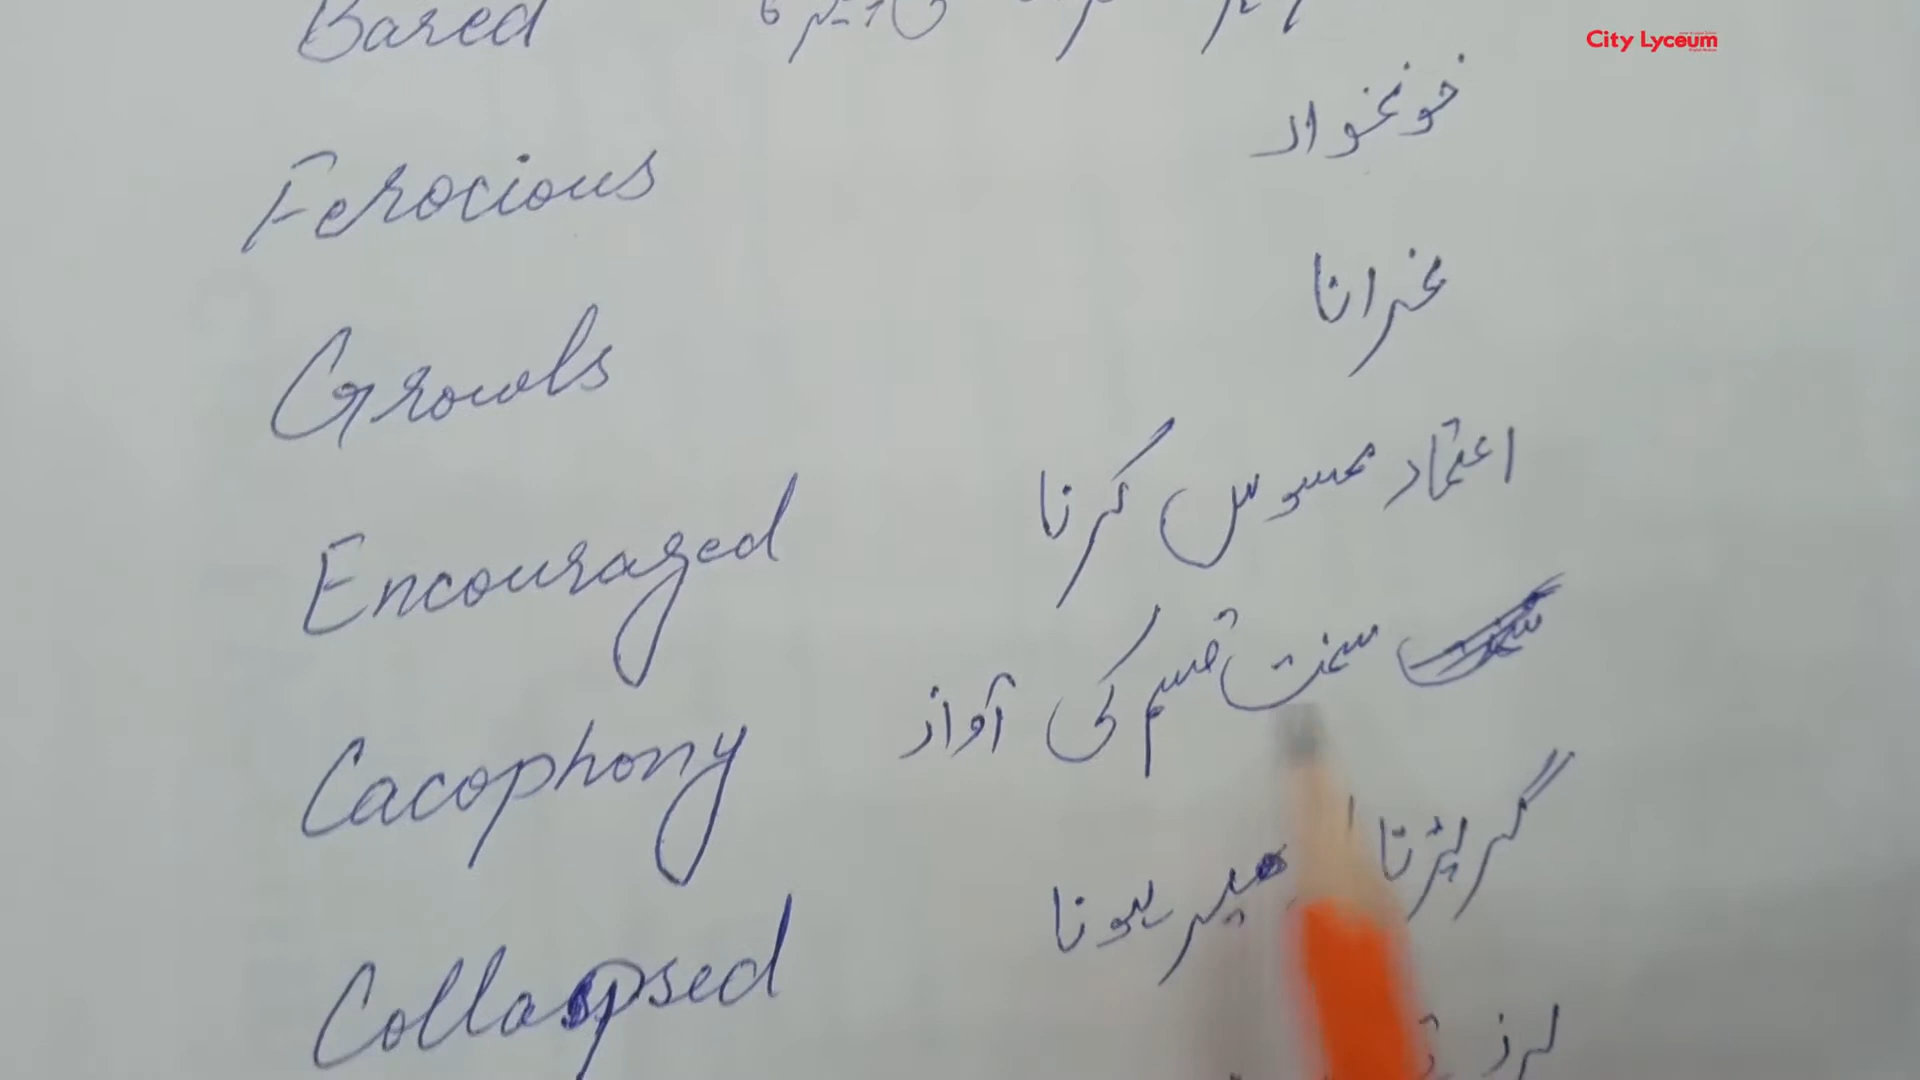 City Lyceum
Bared
Ferocious خونخوار
Growls غرانا
Encouraged اعتماد محسوس کرنا
Cacophony سخت قسم کی آواز
Collapsed گر پڑنا / ڈھیر ہونا